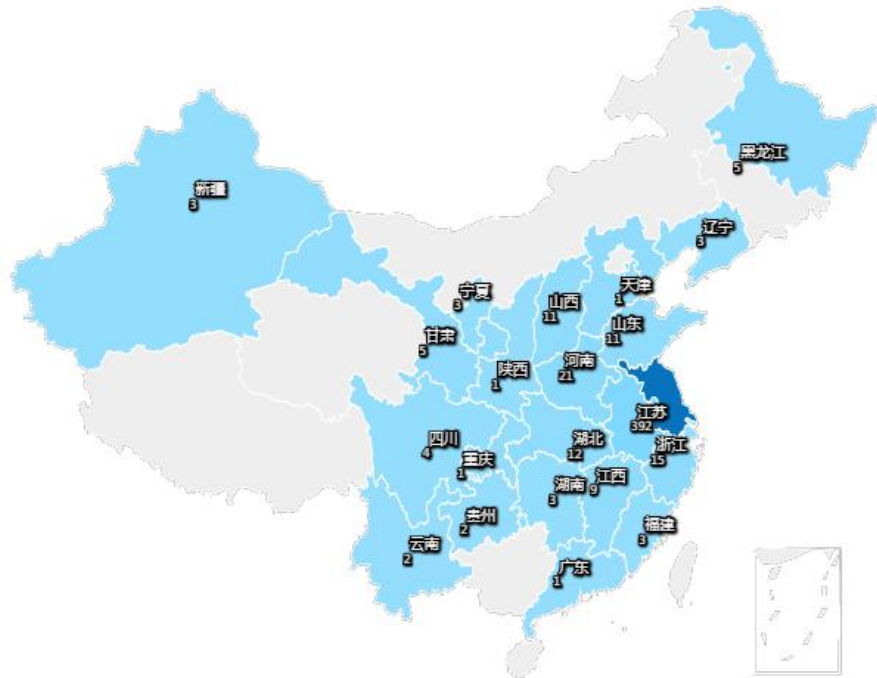 黑龙江
5
新疆
3
辽宁
3
宁夏
3
天津
1
山西
11
山东
11
甘肃
5
河南
21
陕西
1
江苏
392
四川
4
湖北
12
浙江
15
重庆
1
江西
9
湖南
3
贵州
2
福建
3
云南
2
广东
1